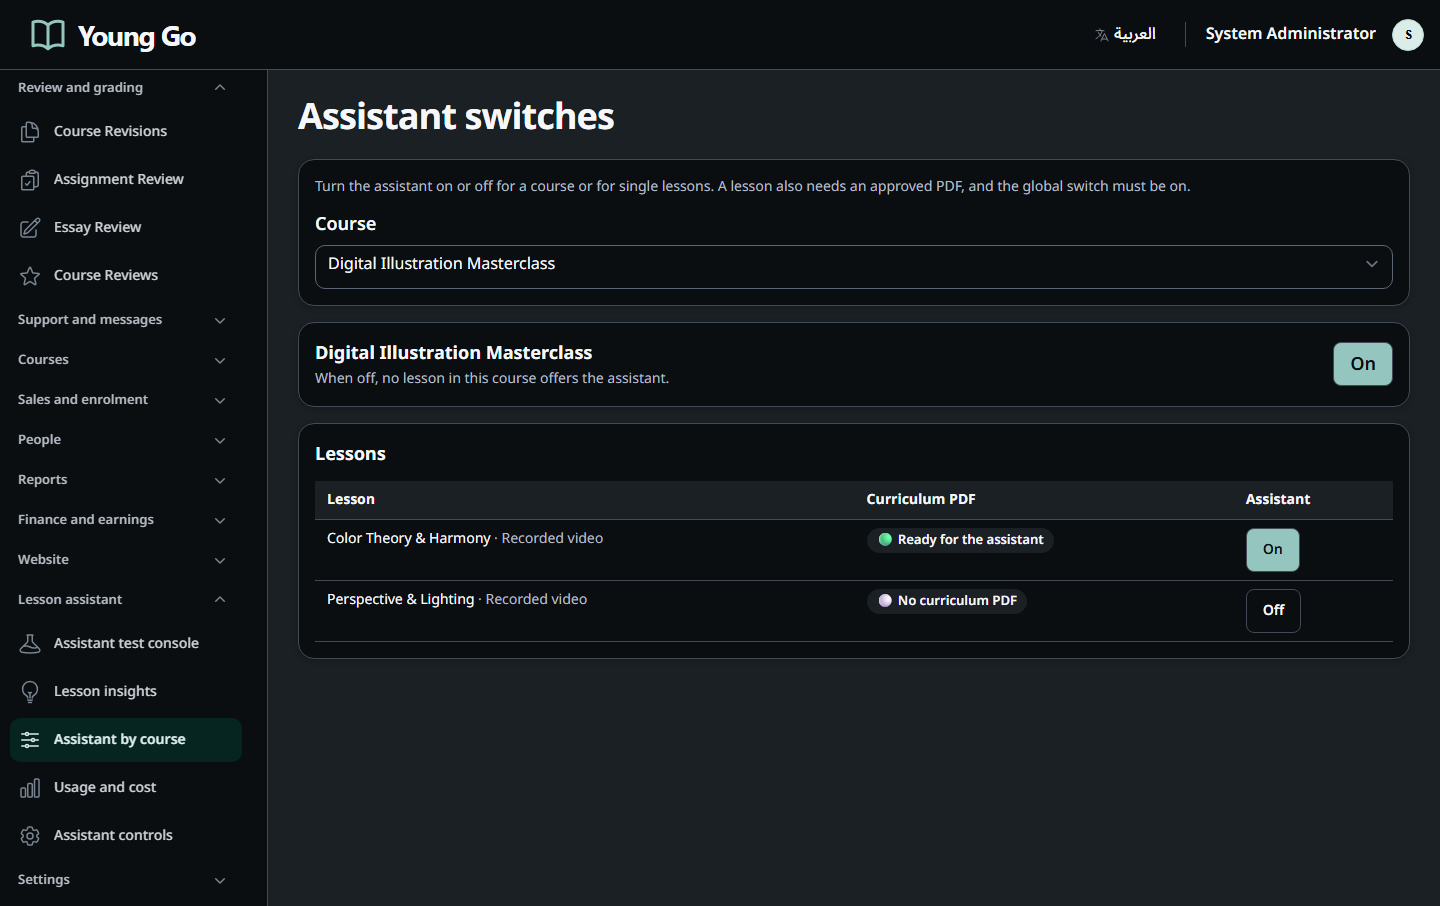 Young Go
العربية
System Administrator
S
Review and grading
Course Revisions
Assignment Review
Essay Review
Course Reviews
Support and messages
Courses
Sales and enrolment
People
Reports
Finance and earnings
Website
Lesson assistant
Assistant test console
Lesson insights
Assistant by course
Usage and cost
Assistant controls
Settings
Assistant switches
Turn the assistant on or off for a course or for single lessons. A lesson also needs an approved PDF, and the global switch must be on.
Course
Digital Illustration Masterclass
Digital Illustration Masterclass
When off, no lesson in this course offers the assistant.
On
Lessons
Lesson Curriculum PDF Assistant
Color Theory & Harmony · Recorded video Ready for the assistant On
Perspective & Lighting · Recorded video No curriculum PDF Off